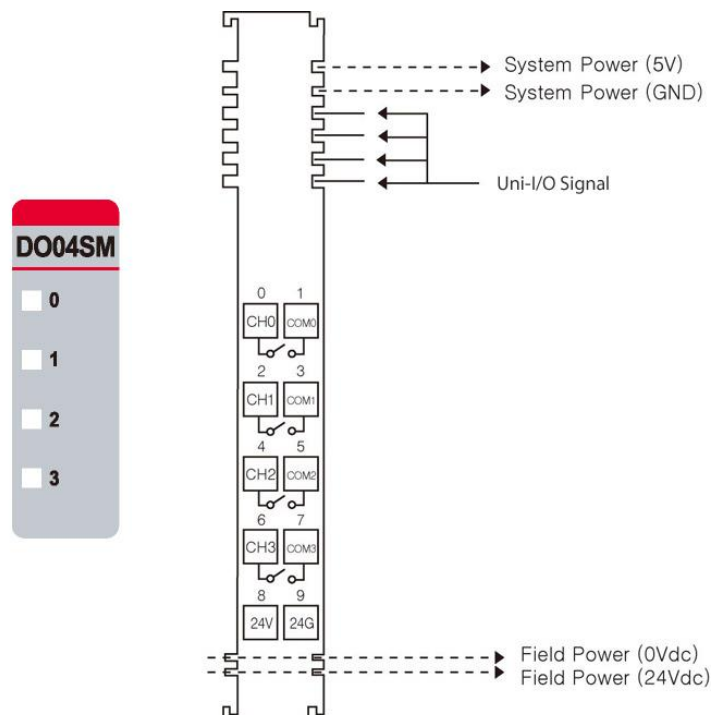 System Power (5V)
System Power (GND)
Uni-I/O Signal
DO04SM
0
1
2
3
0 1
CH0 COM0
2 3
CH1 COM1
4 5
CH2 COM2
6 7
CH3 COM3
8 9
24V 24G
Field Power (0Vdc)
Field Power (24Vdc)